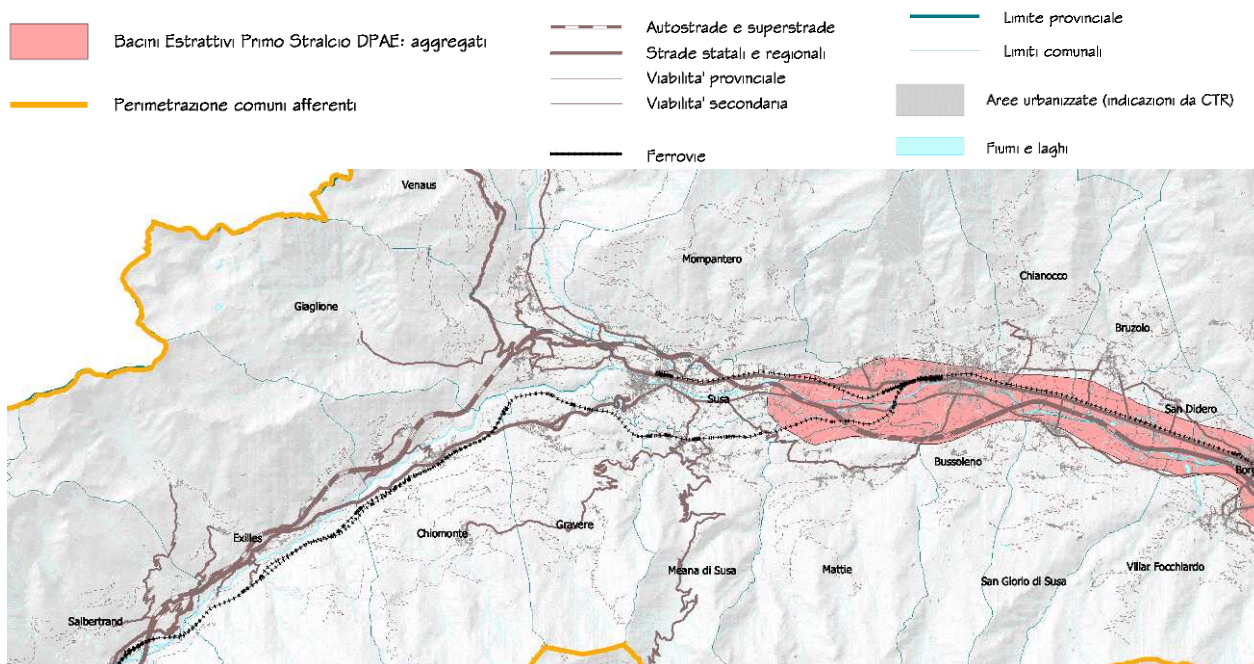 Bacini Estrattivi Primo Stralcio DPAE: aggregati
Perimetrazione comuni afferenti
Autostrade e superstrade
Strade statali e regionali
Viabilita' provinciale
Viabilita' secondaria
Ferrovie
Limite provinciale
Limiti comunali
Aree urbanizzate (indicazioni da CTR)
Fiumi e laghi
Venaus
Mompantero
Chianocco
Giaglione
Bruzolo
Susa
San Didero
Bussoleno
Bor
Exilles
Chiomonte
Gravere
Meana di Susa
Mattie
San Giorio di Susa
Villar Focchiardo
Salbertrand